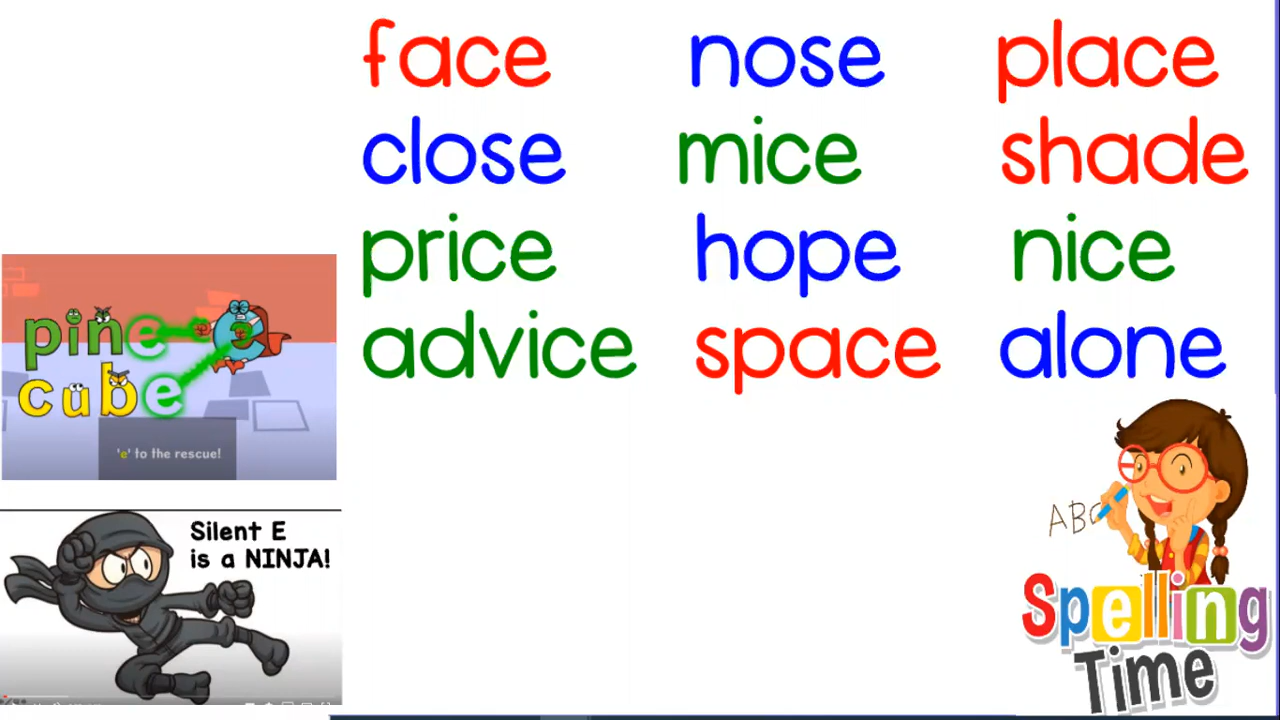 face nose place
close mice shade
price hope nice
advice space alone
pine
cube
'e' to the rescue!
Silent E
is a NINJA!
ABC
Spelling
Time